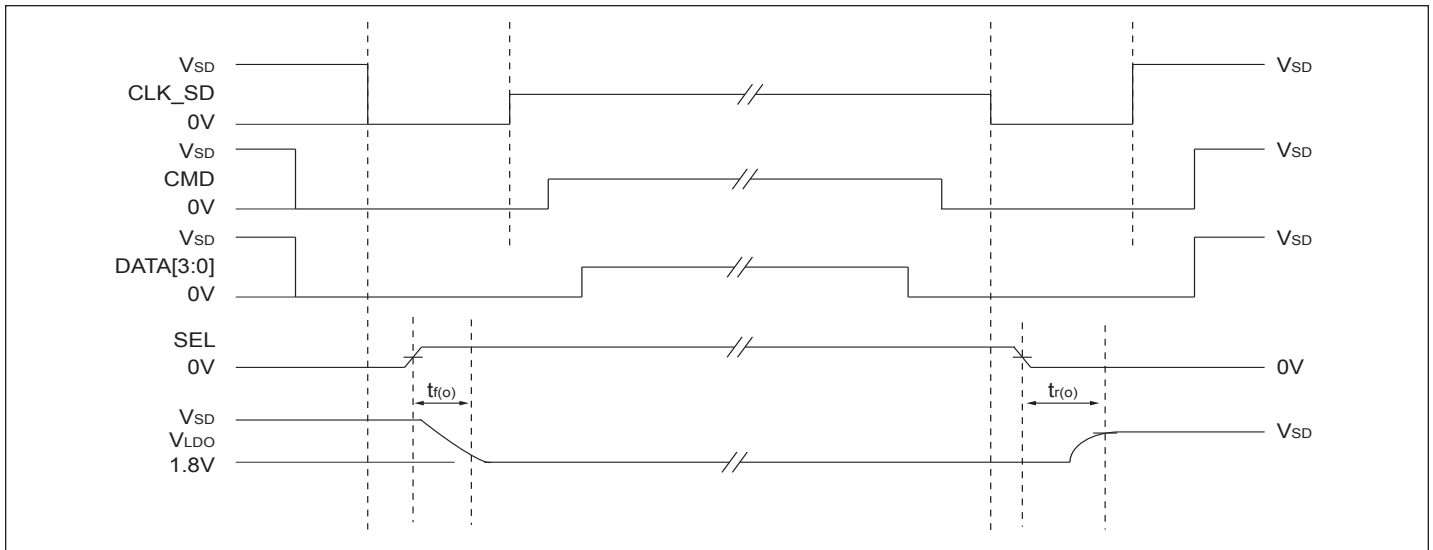 VSD
VSD
CLK_SD
0V
VSD
VSD
CMD
0V
VSD
VSD
DATA[3:0]
0V
SEL
0V
0V
tf(o)
tr(o)
VSD
VSD
VLDO
1.8V